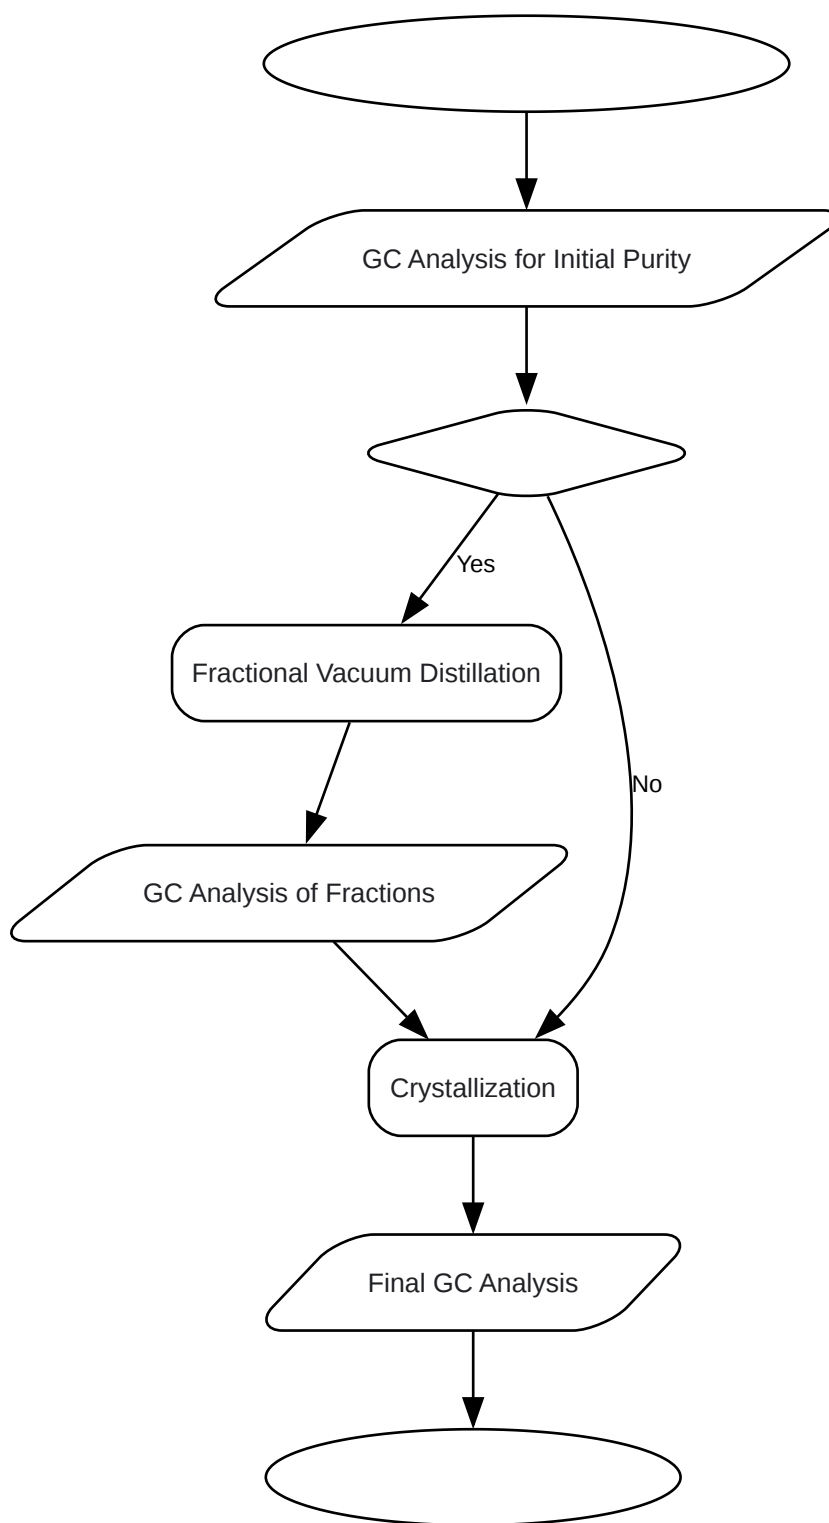 GC Analysis for Initial Purity
Yes
Fractional Vacuum Distillation
No
GC Analysis of Fractions
Crystallization
Final GC Analysis